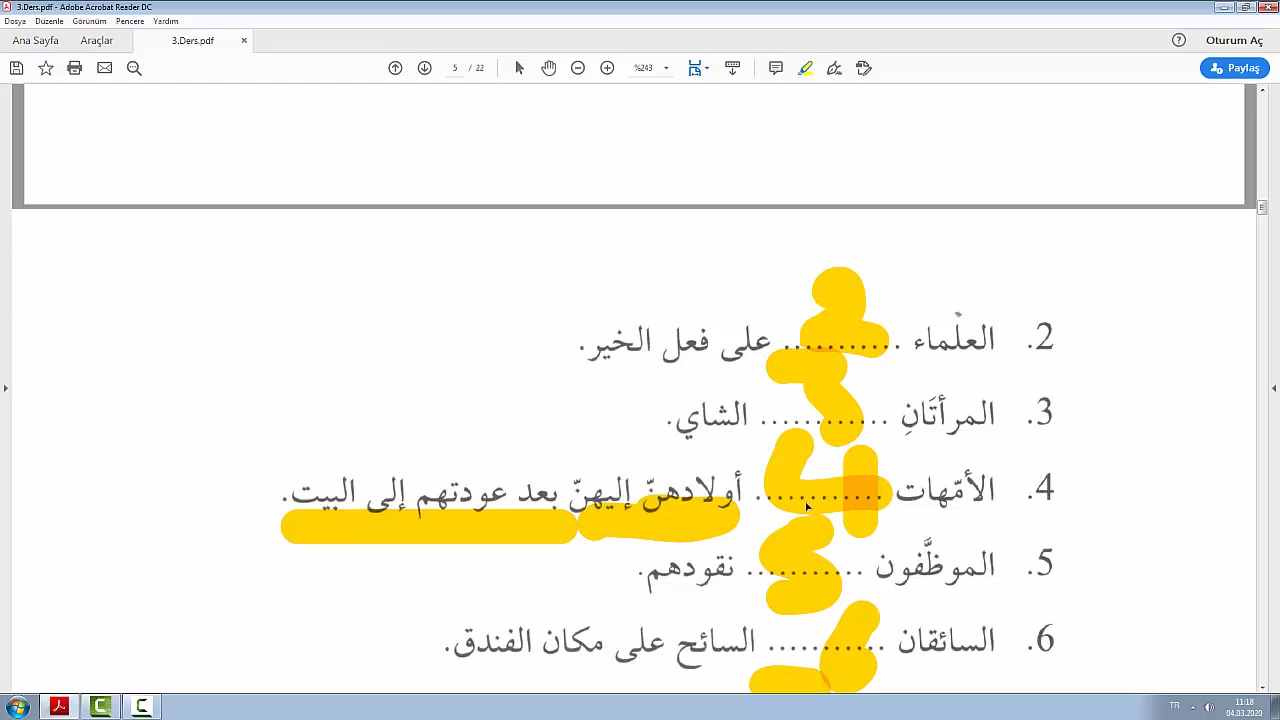 3.Ders.pdf - Adobe Acrobat Reader DC
Dosya Düzenle Görünüm Pencere Yardım
Ana Sayfa Araçlar 3.Ders.pdf × Oturum Aç
5 / 22 %243 Paylaş
2. العلماء ........... على فعل الخير.
3. المرأتَانِ ............ الشاي.
4. الأمّهات ............ أولادهنّ إليهنّ بعد عودتهم إلى البيت.
5. الموظَّفون ........... نقودهم.
6. السائقان ........... السائح على مكان الفندق.
TR 11:18
04.03.2020